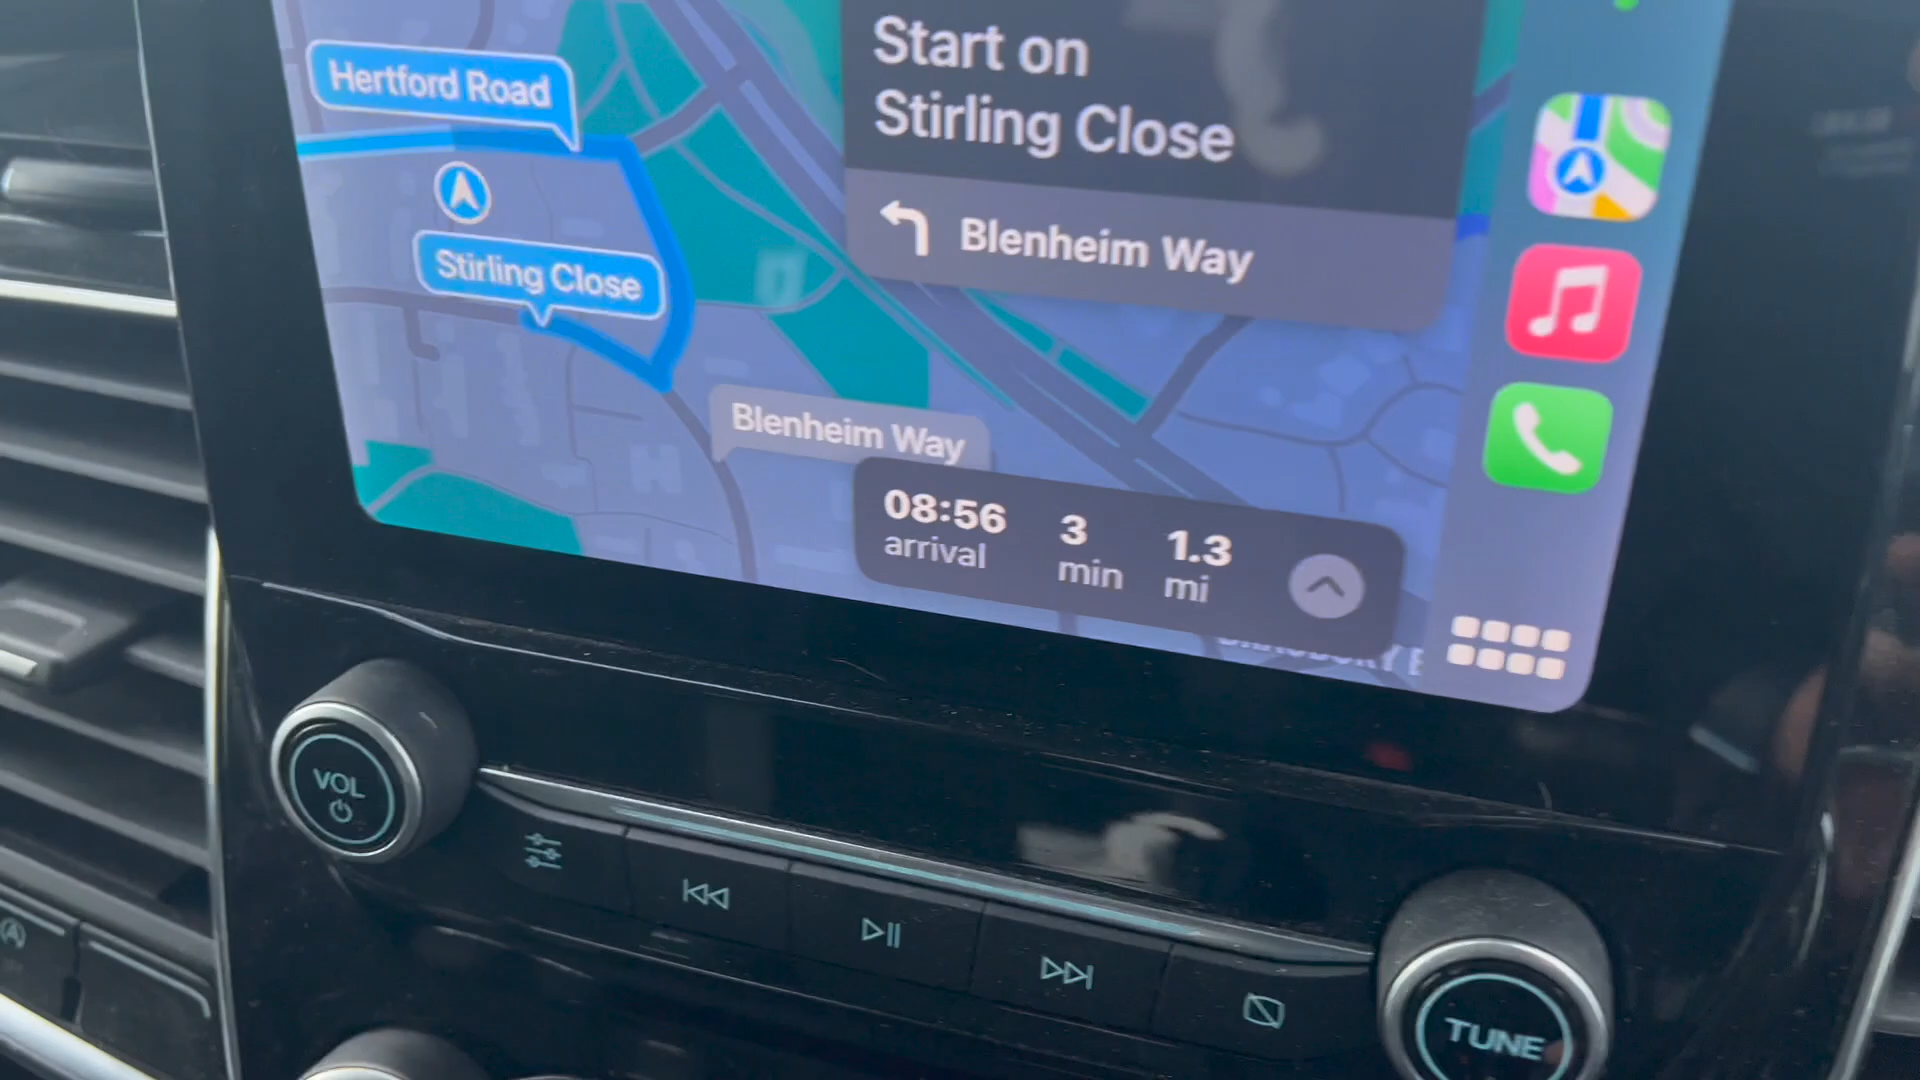 Hertford Road
Start on
Stirling Close
Blenheim Way
Stirling Close
Blenheim Way
08:56
arrival
3
min
1.3
mi
VOL
TUNE